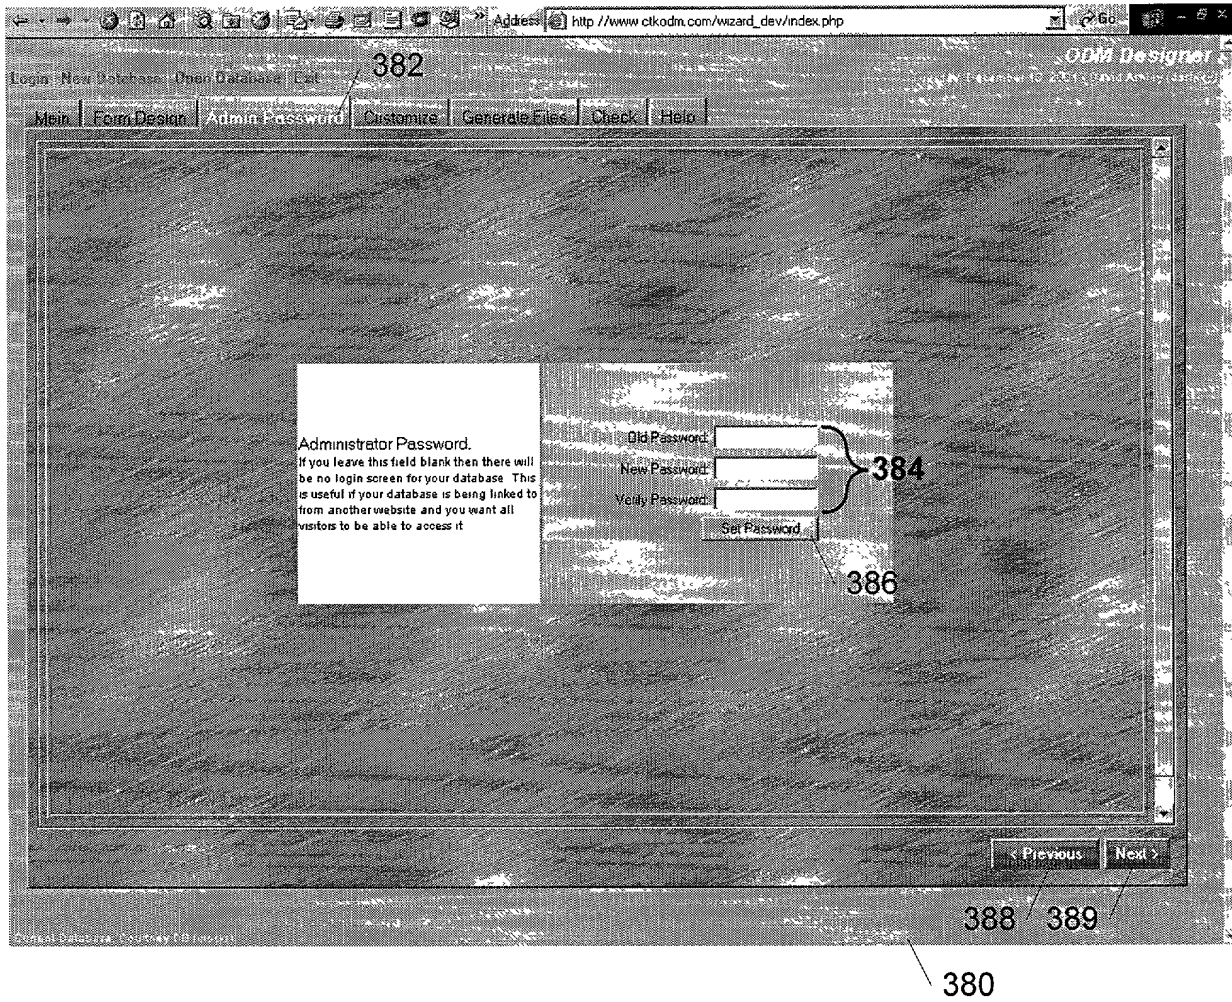 Address http://www.ctkodm.com/wizard_dev/index.php Go
ODM Designer
Login New Database Open Database Exit
382
Main Form Design Admin Password Customize Generate Files Check Help
Administrator Password.
If you leave this field blank then there will
be no login screen for your database This
is useful if your database is being linked to
from another website and you want all
visitors to be able to access it
Old Password:
New Password:
Verify Password:
384
Set Password
386
< Previous Next >
388 389
Current Database: Courtney DB
380